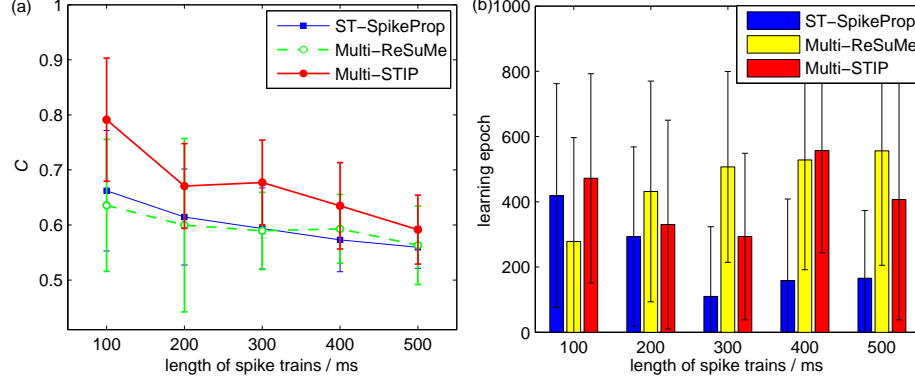 (a)
1
0.9
0.8
0.7
0.6
0.5
C
ST-SpikeProp
Multi-ReSuMe
Multi-STIP
100 200 300 400 500
length of spike trains / ms
(b)
1000
800
600
400
200
0
learning epoch
ST-SpikeProp
Multi-ReSuMe
Multi-STIP
100 200 300 400 500
length of spike trains / ms